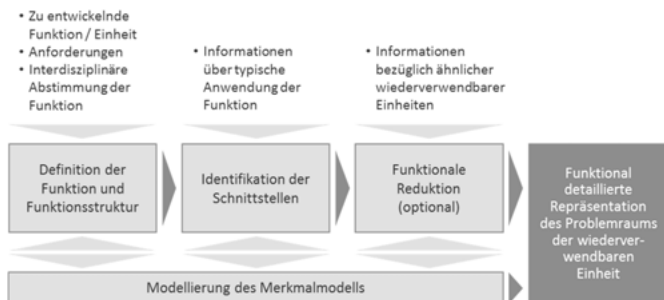 • Zu entwickelnde
Funktion / Einheit
• Anforderungen
• Interdisziplinäre
Abstimmung der
Funktion
• Informationen
über typische
Anwendung der
Funktion
• Informationen
bezüglich ähnlicher
wiederverwendbarer
Einheiten
Definition der
Funktion und
Funktionsstruktur
Identifikation der
Schnittstellen
Funktionale
Reduktion
(optional)
Funktional
detaillierte
Repräsentation
des Problemraums
der wiederver-
wendbaren
Einheit
Modellierung des Merkmalmodells